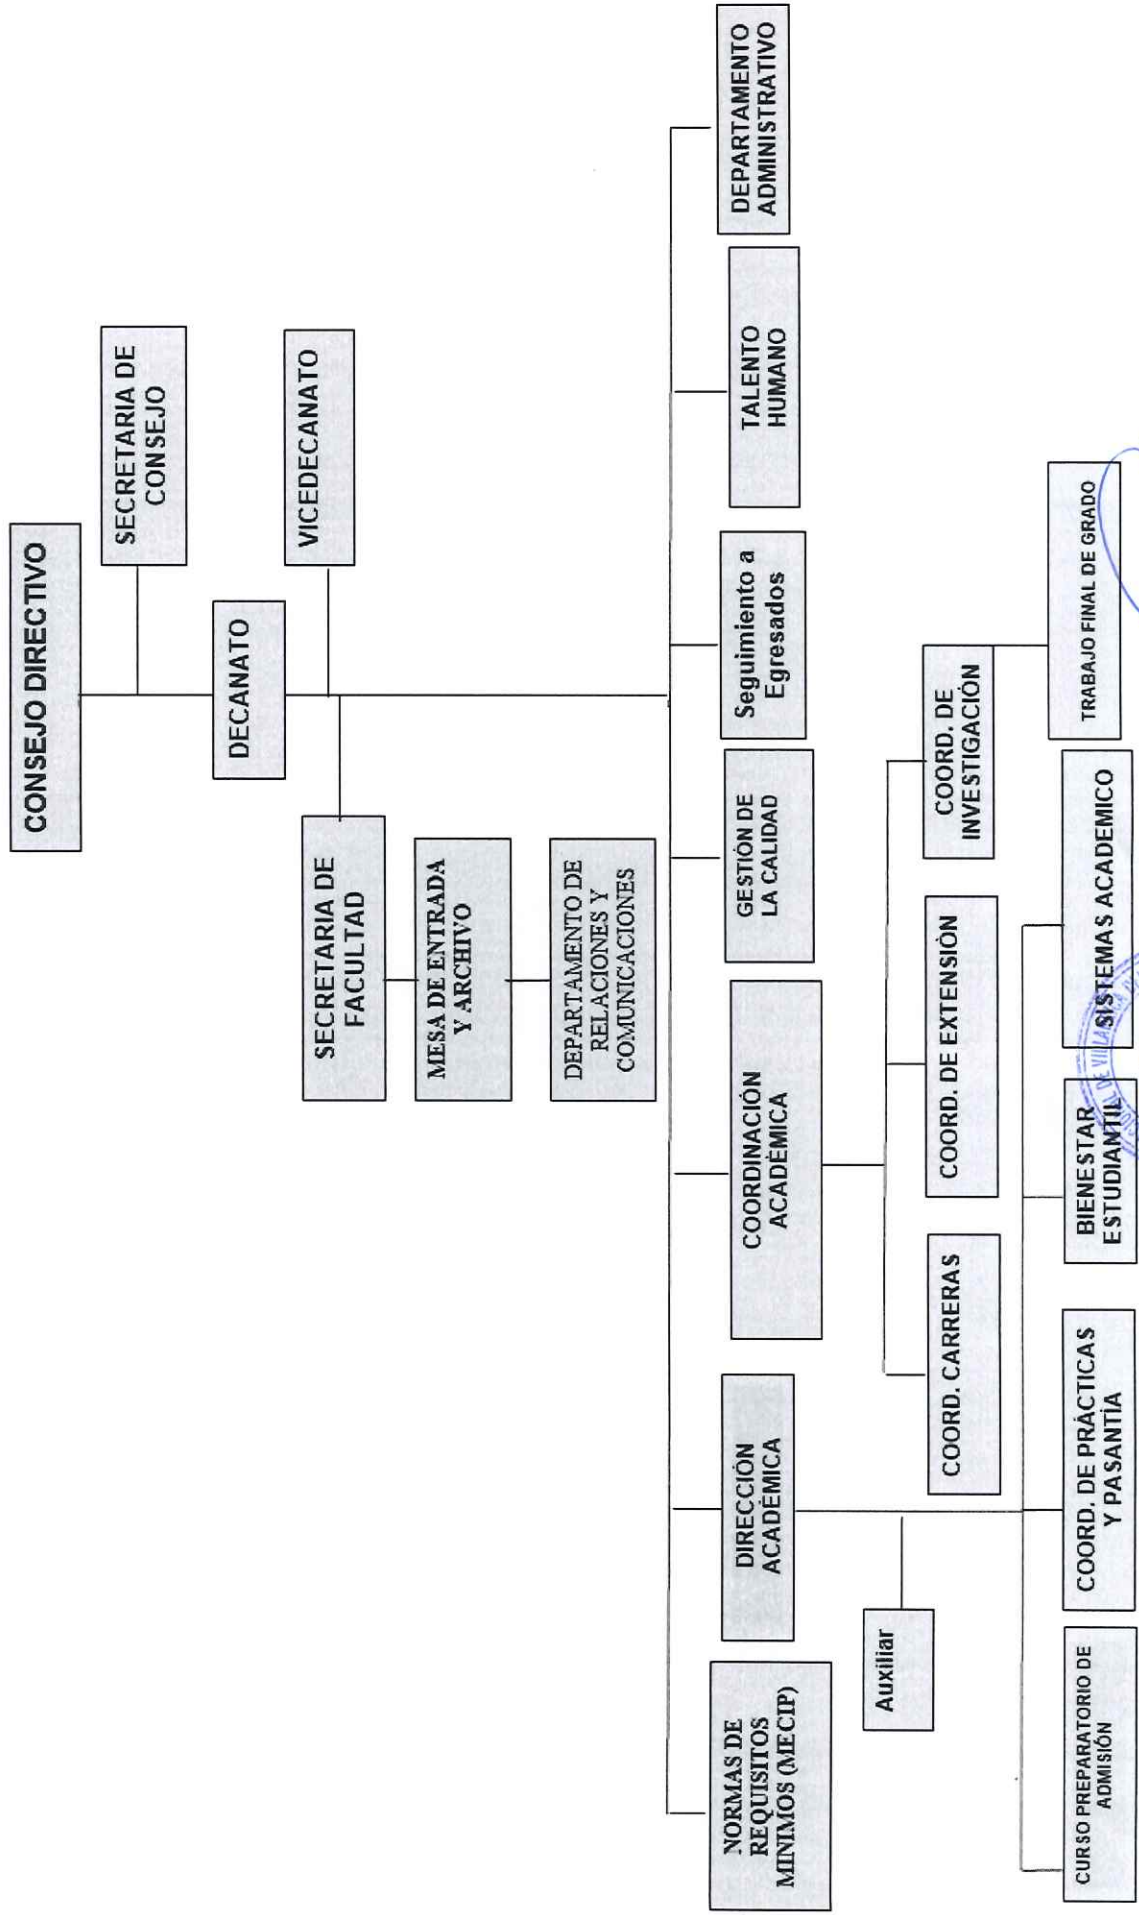 CONSEJO DIRECTIVO
SECRETARIA DE
CONSEJO
DECANATO
VICEDECANATO
SECRETARIA DE
FACULTAD
MESA DE ENTRADA
Y ARCHIVO
DEPARTAMENTO DE
RELACIONES Y
COMUNICACIONES
NORMAS DE
REQUISITOS
MINIMOS (MECIP)
DIRECCIÓN
ACADÉMICA
COORDINACIÓN
ACADÉMICA
GESTIÓN DE
LA CALIDAD
Seguimiento a
Egresados
TALENTO
HUMANO
DEPARTAMENTO
ADMINISTRATIVO
Auxiliar
COORD. CARRERAS
COORD. DE EXTENSIÓN
COORD. DE
INVESTIGACIÓN
CURSO PREPARATORIO DE
ADMISIÓN
COORD. DE PRÁCTICAS
Y PASANTÍA
BIENESTAR
ESTUDIANTIL
SISTEMAS ACADEMICO
TRABAJO FINAL DE GRADO